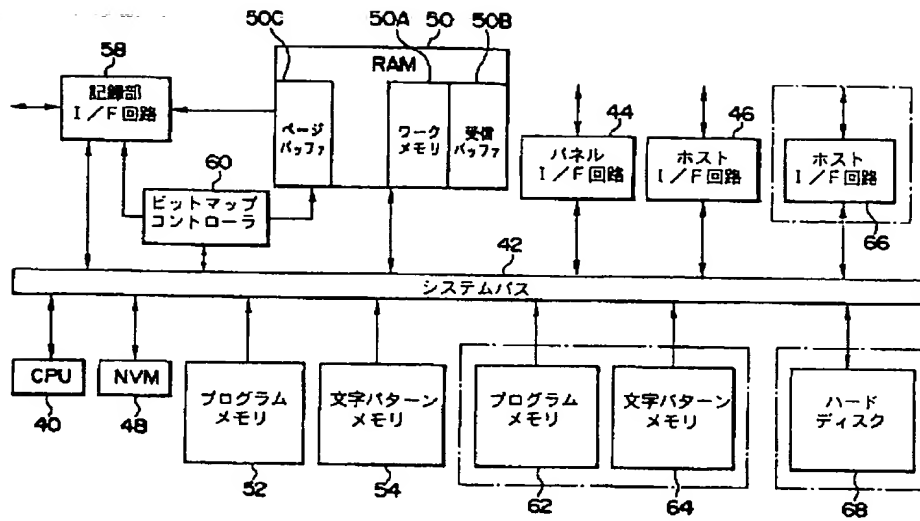 50C
50A
50
50B
58
RAM
記録部
I/F回路
ページ
バッファ
ワーク
メモリ
受信
バッファ
44
46
パネル
I/F回路
ホスト
I/F回路
ホスト
I/F回路
60
ビットマップ
コントローラ
66
42
システムバス
CPU
NVM
プログラム
メモリ
文字パターン
メモリ
プログラム
メモリ
文字パターン
メモリ
ハード
ディスク
40
48
52
54
62
64
68